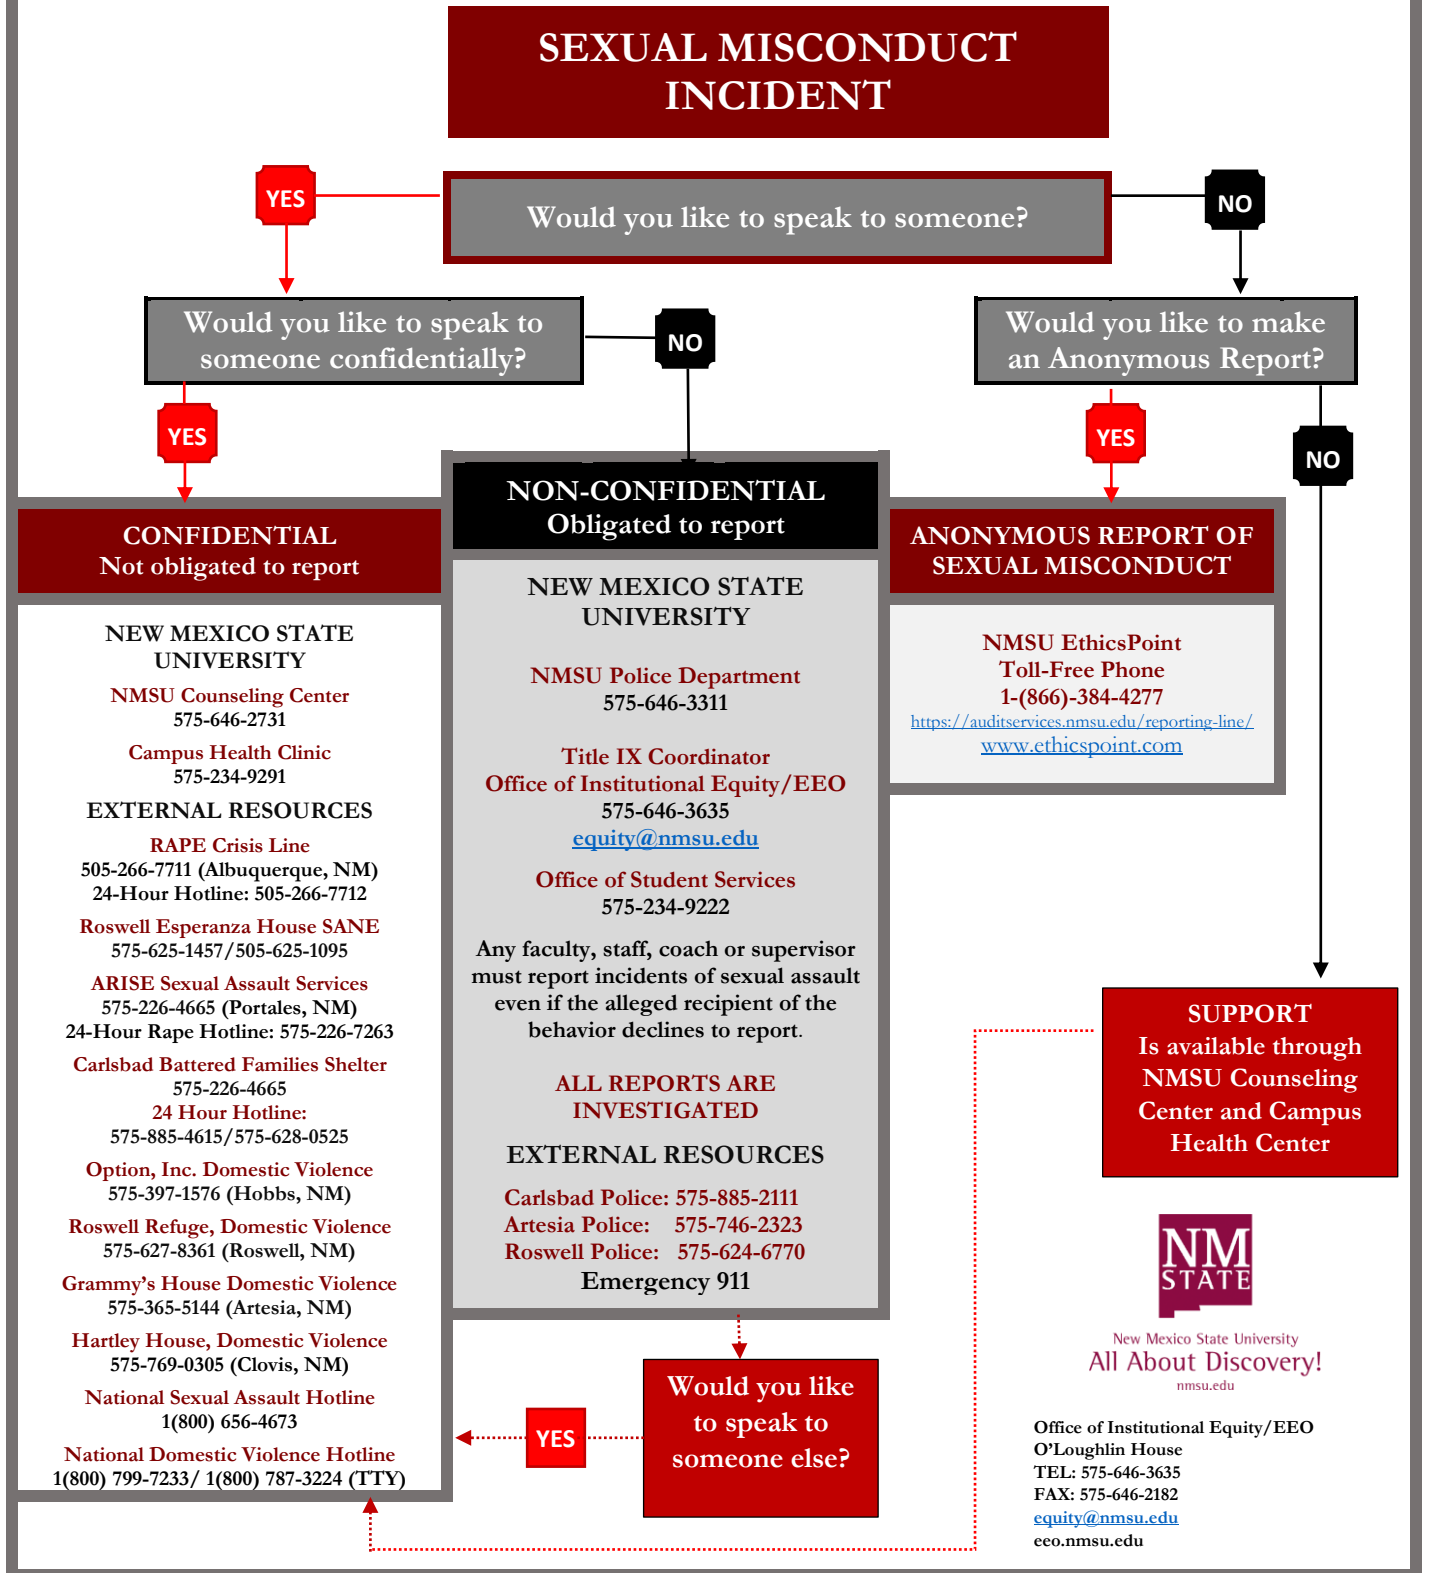 SEXUAL MISCONDUCT
INCIDENT
YES
Would you like to speak to someone?
NO
Would you like to speak to
someone confidentially?
NO
Would you like to make
an Anonymous Report?
YES
YES
NO
CONFIDENTIAL
Not obligated to report
NEW MEXICO STATE
UNIVERSITY
NMSU Counseling Center
575-646-2731
Campus Health Clinic
575-234-9291
EXTERNAL RESOURCES
RAPE Crisis Line
505-266-7711 (Albuquerque, NM)
24-Hour Hotline: 505-266-7712
Roswell Esperanza House SANE
575-625-1457/505-625-1095
ARISE Sexual Assault Services
575-226-4665 (Portales, NM)
24-Hour Rape Hotline: 575-226-7263
Carlsbad Battered Families Shelter
575-226-4665
24 Hour Hotline:
575-885-4615/575-628-0525
Option, Inc. Domestic Violence
575-397-1576 (Hobbs, NM)
Roswell Refuge, Domestic Violence
575-627-8361 (Roswell, NM)
Grammy's House Domestic Violence
575-365-5144 (Artesia, NM)
Hartley House, Domestic Violence
575-769-0305 (Clovis, NM)
National Sexual Assault Hotline
1(800) 656-4673
National Domestic Violence Hotline
1(800) 799-7233/ 1(800) 787-3224 (TTY)
NON-CONFIDENTIAL
Obligated to report
NEW MEXICO STATE
UNIVERSITY
NMSU Police Department
575-646-3311
Title IX Coordinator
Office of Institutional Equity/EEO
575-646-3635
equity@nmsu.edu
Office of Student Services
575-234-9222
Any faculty, staff, coach or supervisor
must report incidents of sexual assault
even if the alleged recipient of the
behavior declines to report.
ALL REPORTS ARE
INVESTIGATED
EXTERNAL RESOURCES
Carlsbad Police: 575-885-2111
Artesia Police: 575-746-2323
Roswell Police: 575-624-6770
Emergency 911
Would you like
to speak to
someone else?
YES
ANONYMOUS REPORT OF
SEXUAL MISCONDUCT
NMSU EthicsPoint
Toll-Free Phone
1-(866)-384-4277
https://auditservices.nmsu.edu/reporting-line/
www.ethicspoint.com
SUPPORT
Is available through
NMSU Counseling
Center and Campus
Health Center
NM
STATE
New Mexico State University
All About Discovery!
nmsu.edu
Office of Institutional Equity/EEO
O'Loughlin House
TEL: 575-646-3635
FAX: 575-646-2182
equity@nmsu.edu
eeo.nmsu.edu